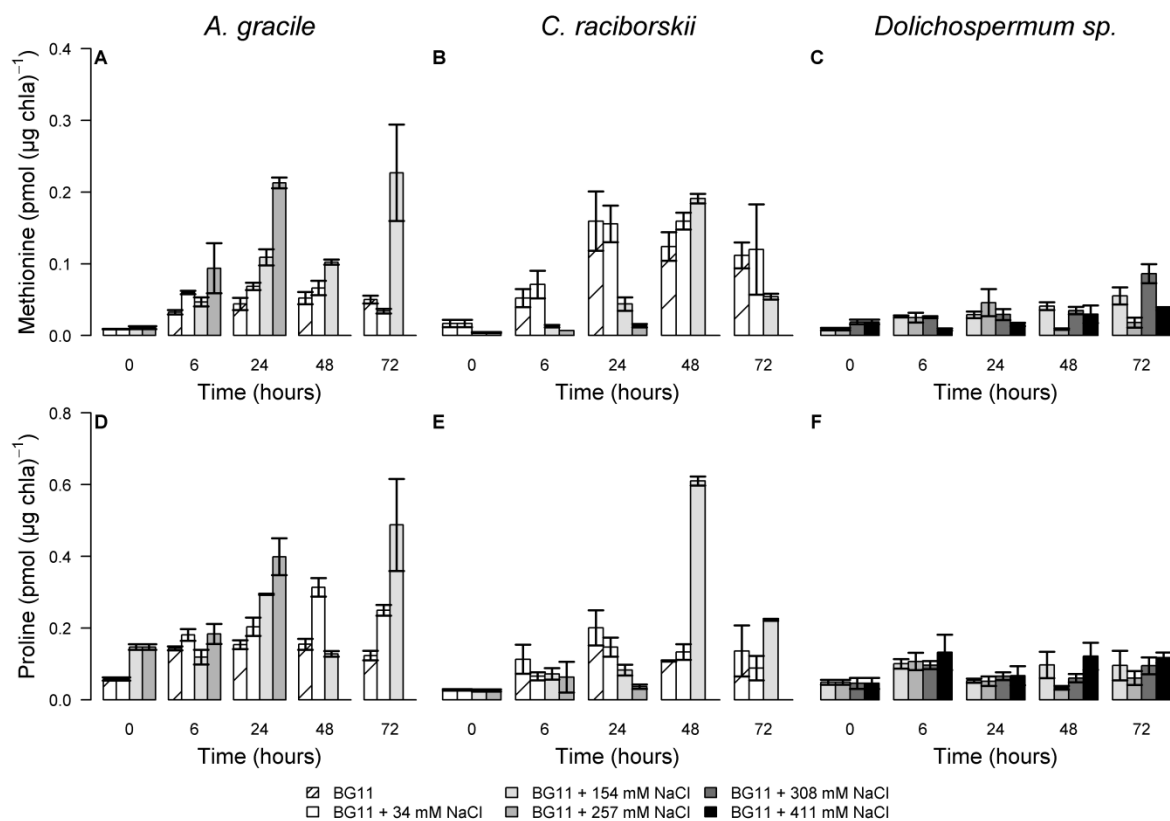 A. gracile C. raciborskii Dolichospermum sp.
A B C
Methionine (pmol (µg chla)⁻¹)
0.4
0.3
0.2
0.1
0.0
0 6 24 48 72 0 6 24 48 72 0 6 24 48 72
Time (hours) Time (hours) Time (hours)
D E F
Proline (pmol (µg chla)⁻¹)
0.8
0.6
0.4
0.2
0.0
0 6 24 48 72 0 6 24 48 72 0 6 24 48 72
Time (hours) Time (hours) Time (hours)
BG11 BG11 + 154 mM NaCl BG11 + 308 mM NaCl
BG11 + 34 mM NaCl BG11 + 257 mM NaCl BG11 + 411 mM NaCl